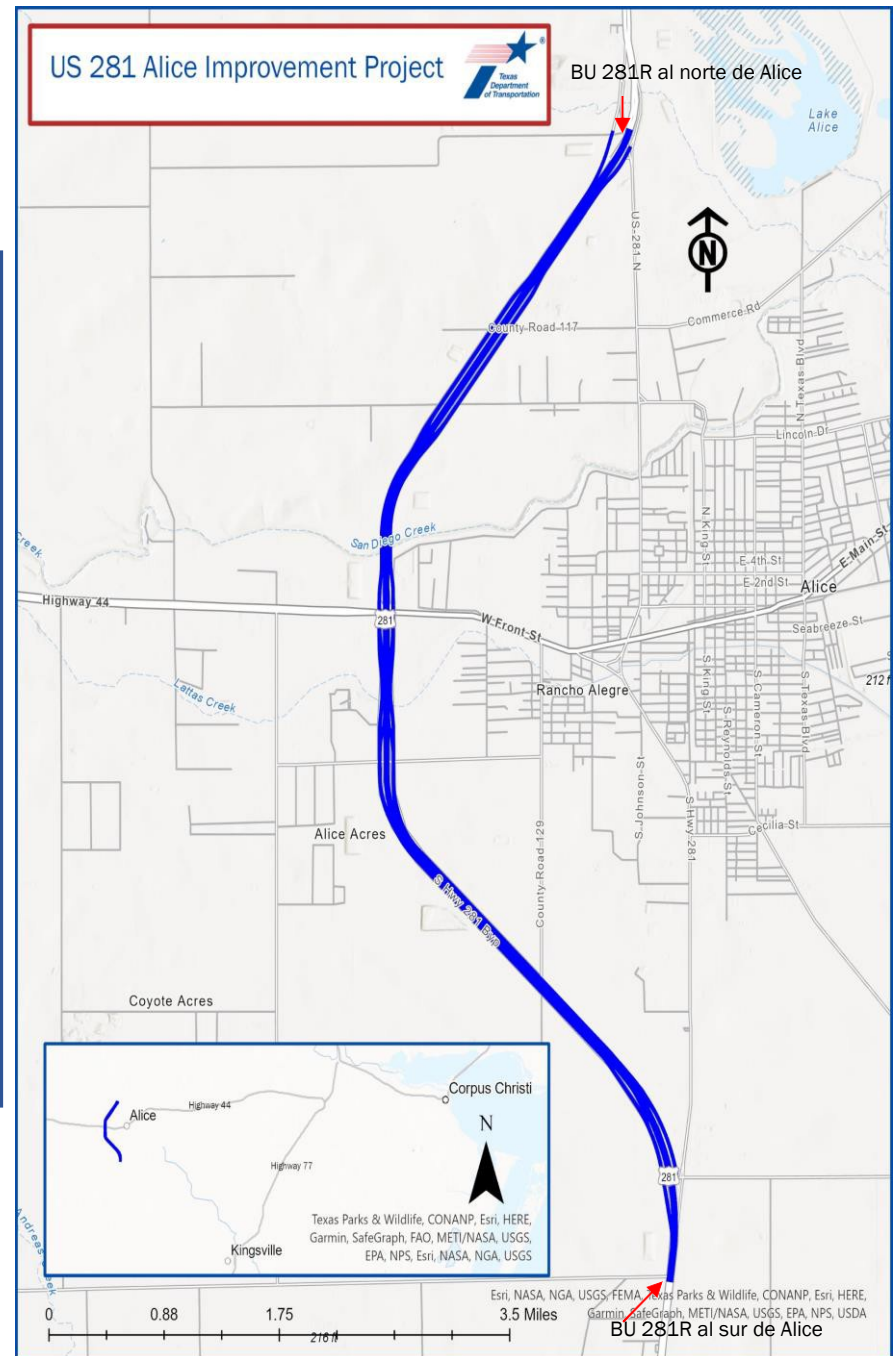 US 281 Alice Improvement Project
Texas
Department
of Transportation
®
BU 281R al norte de Alice
Lake
Alice
US-281 N
N
County Road 117
Commerce Rd
N Texas Blvd
Lincoln Dr
San Diego Creek
Creek
N King St
E 4th St
E Main St
E 2nd St
Alice
Highway 44
281
W Front St
Seabreeze St
Lattas Creek
Rancho Alegre
S King St
S Cameron St
S Texas Blvd
212 f
S Reynolds St
S Johnson St
S Hwy 281
Alice Acres
Cecilia St
County Road 129
S Hwy 281 Byp
Coyote Acres
281
Corpus Christi
Highway 44
Alice
N
Highway 77
Texas Parks & Wildlife, CONANP, Esri, HERE,
Garmin, SafeGraph, FAO, METI/NASA, USGS,
EPA, NPS, Esri, NASA, NGA, USGS
Kingsville
Andreas Creek
Esri, NASA, NGA, USGS, FEMA, Texas Parks & Wildlife, CONANP, Esri, HERE,
Garmin, SafeGraph, METI/NASA, USGS, EPA, NPS, USDA
0 0.88 1.75 3.5 Miles
216 ft
BU 281R al sur de Alice